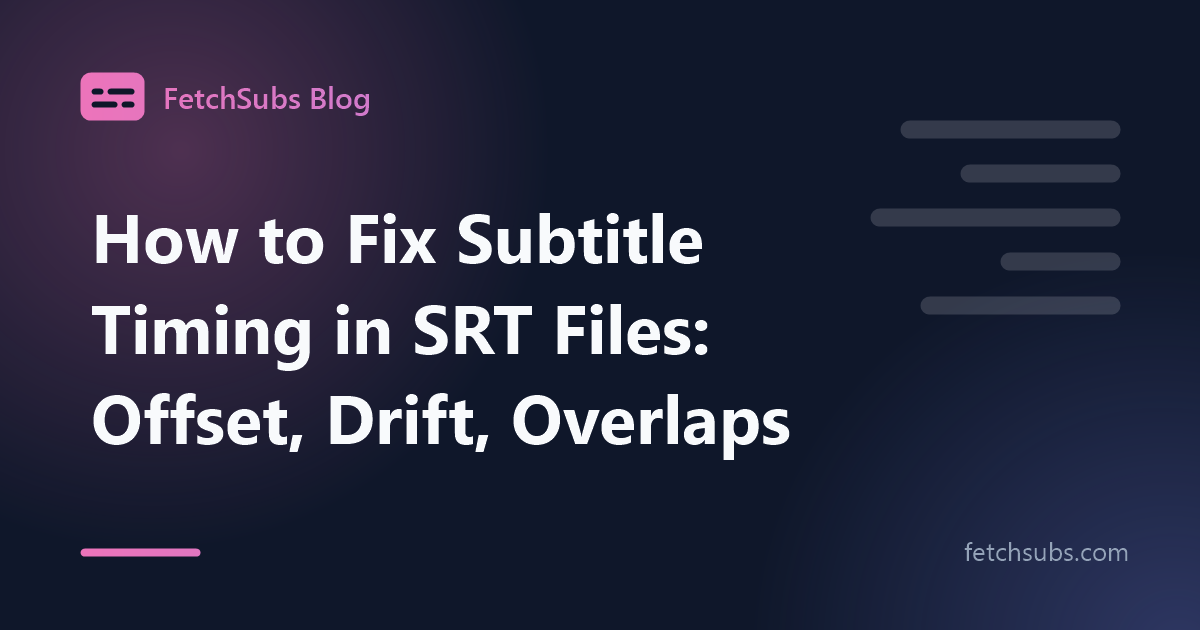 FetchSubs Blog
How to Fix Subtitle
Timing in SRT Files:
Offset, Drift, Overlaps
fetchsubs.com